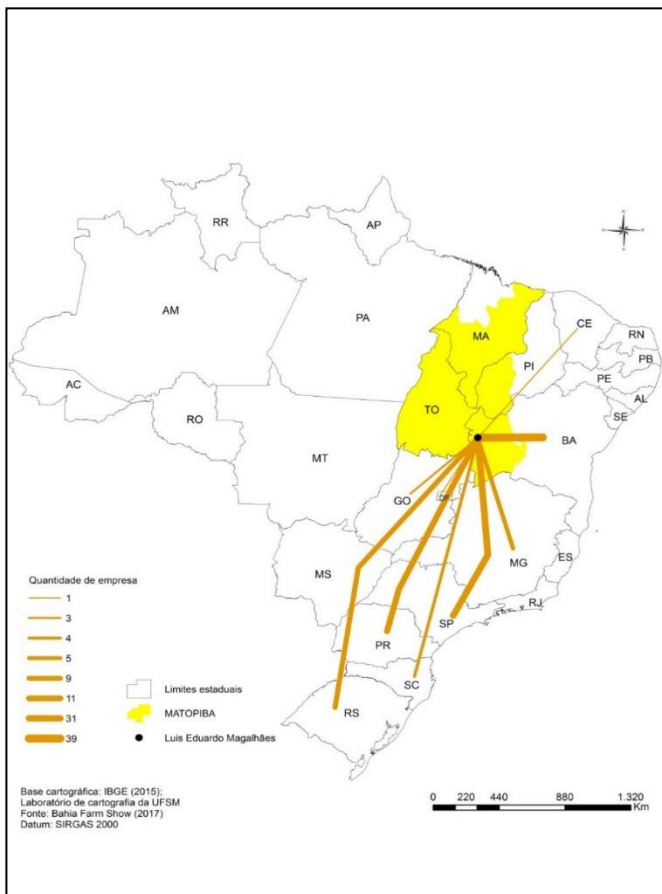 RR
AP
AM
PA
MA
CE
RN
PB
PI
PE
AL
SE
AC
TO
RO
BA
MT
GO
DF
MS
MG
ES
SP
RJ
PR
SC
RS
Quantidade de empresa
1
3
4
5
9
11
31
39
Limites estaduais
MATOPIBA
Luis Eduardo Magalhães
Base cartográfica: IBGE (2015);
Laboratório de cartografia da UFSM
Fonte: Bahia Farm Show (2017)
Datum: SIRGAS 2000
0 220 440 880 1.320
Km